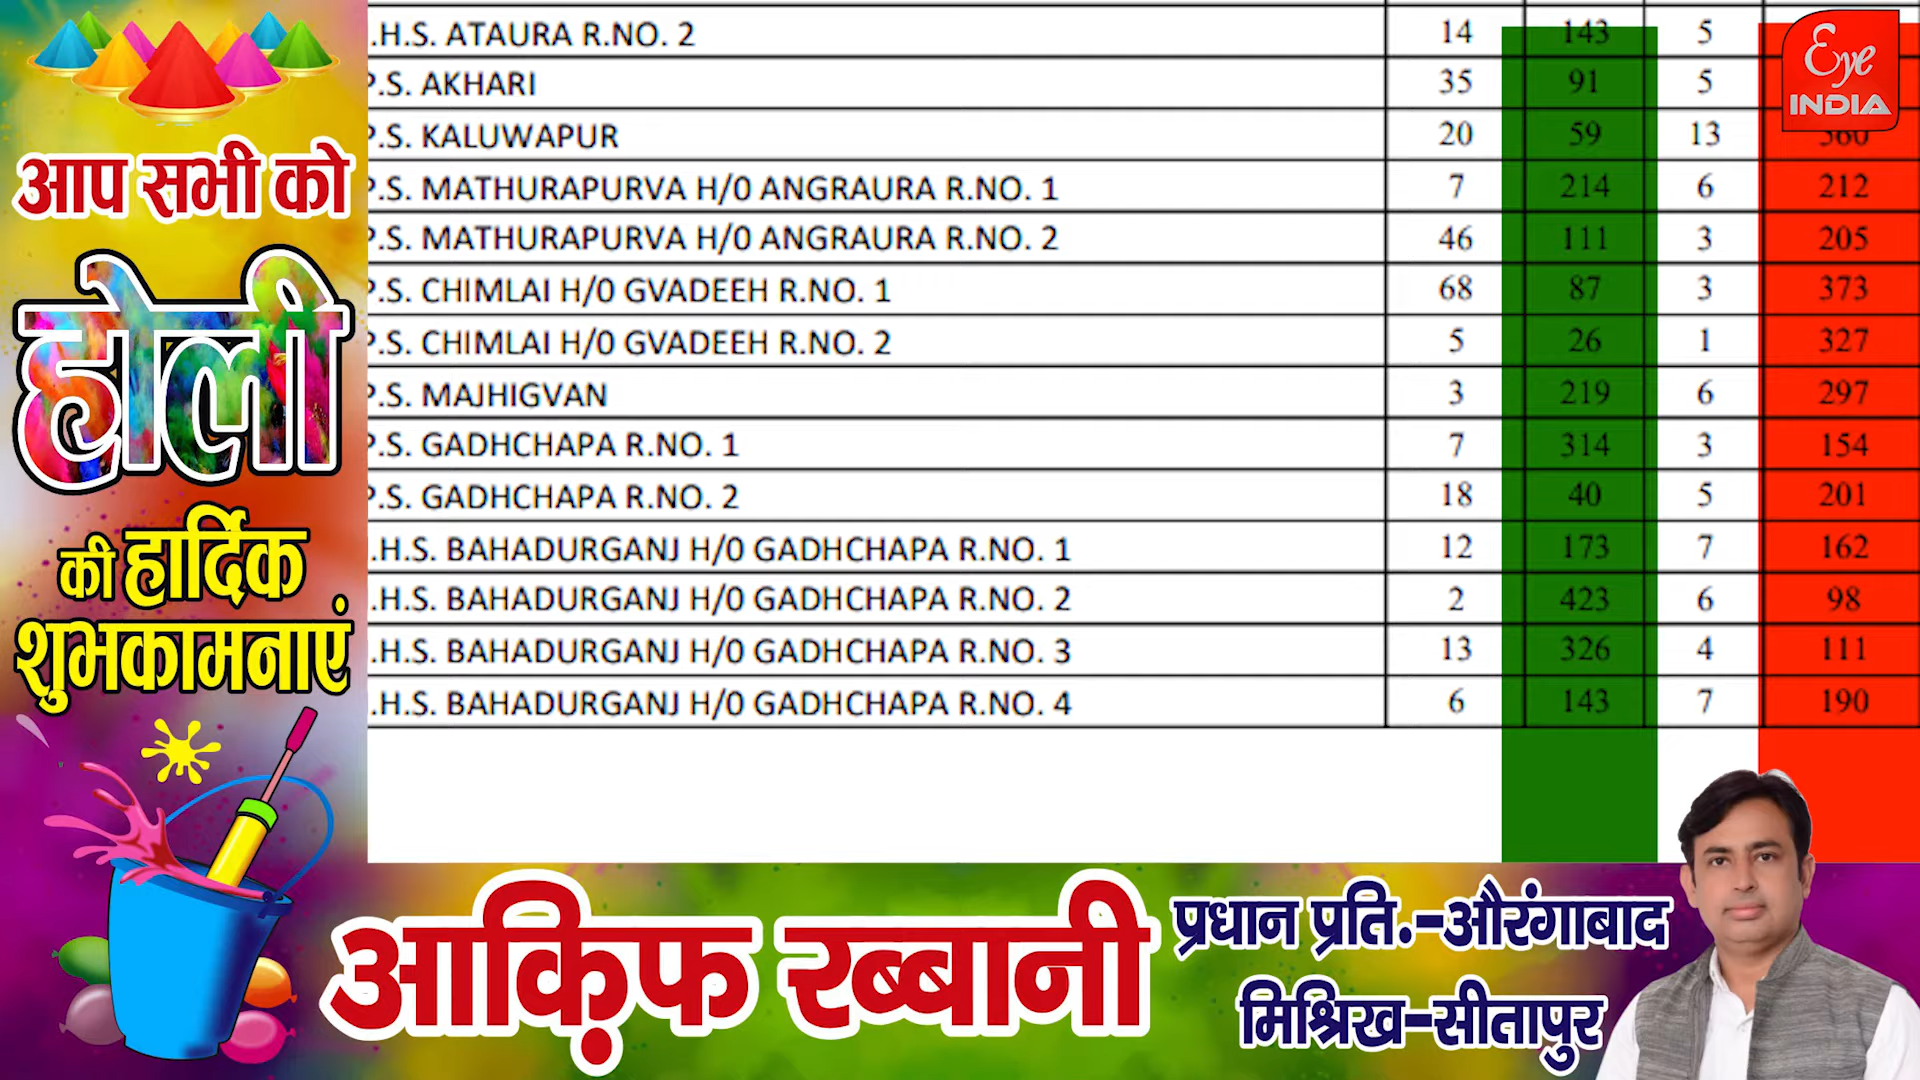 आप सभी को
होली
की हार्दिक
शुभकामनाएं
.H.S. ATAURA R.NO. 2 14 143 5
P.S. AKHARI 35 91 5
P.S. KALUWAPUR 20 59 13 360
P.S. MATHURAPURVA H/0 ANGRAURA R.NO. 1 7 214 6 212
P.S. MATHURAPURVA H/0 ANGRAURA R.NO. 2 46 111 3 205
P.S. CHIMLAI H/0 GVADEEH R.NO. 1 68 87 3 373
P.S. CHIMLAI H/0 GVADEEH R.NO. 2 5 26 1 327
P.S. MAJHIGVAN 3 219 6 297
P.S. GADHCHAPA R.NO. 1 7 314 3 154
P.S. GADHCHAPA R.NO. 2 18 40 5 201
.H.S. BAHADURGANJ H/0 GADHCHAPA R.NO. 1 12 173 7 162
.H.S. BAHADURGANJ H/0 GADHCHAPA R.NO. 2 2 423 6 98
.H.S. BAHADURGANJ H/0 GADHCHAPA R.NO. 3 13 326 4 111
.H.S. BAHADURGANJ H/0 GADHCHAPA R.NO. 4 6 143 7 190
Eye
INDIA
आक़िफ रब्बानी
प्रधान प्रति.-औरंगाबाद
मिश्रिख-सीतापुर